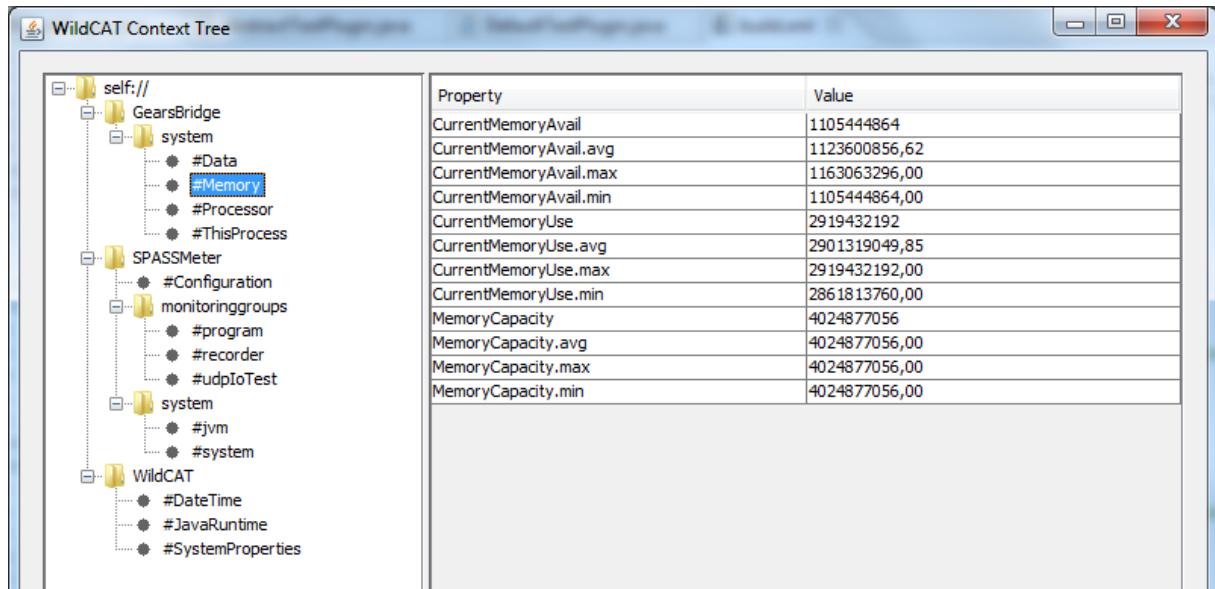 WildCAT Context Tree
self://
GearsBridge
system
#Data
#Memory
#Processor
#ThisProcess
SPASSMeter
#Configuration
monitoringgroups
#program
#recorder
#udpIoTest
system
#jvm
#system
WildCAT
#DateTime
#JavaRuntime
#SystemProperties
Property Value
CurrentMemoryAvail 1105444864
CurrentMemoryAvail.avg 1123600856,62
CurrentMemoryAvail.max 1163063296,00
CurrentMemoryAvail.min 1105444864,00
CurrentMemoryUse 2919432192
CurrentMemoryUse.avg 2901319049,85
CurrentMemoryUse.max 2919432192,00
CurrentMemoryUse.min 2861813760,00
MemoryCapacity 4024877056
MemoryCapacity.avg 4024877056,00
MemoryCapacity.max 4024877056,00
MemoryCapacity.min 4024877056,00